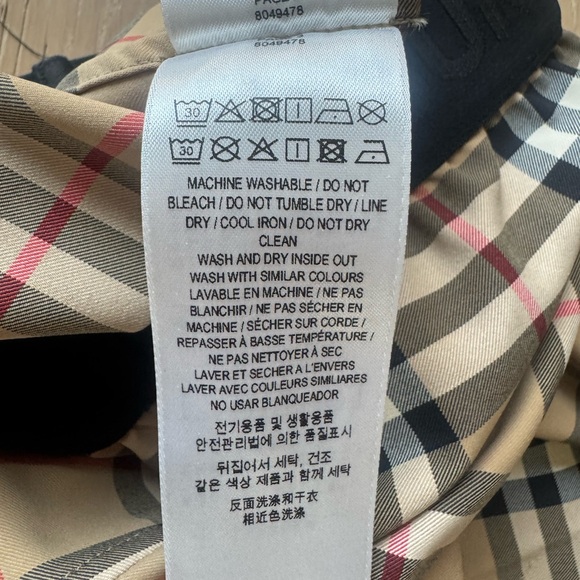 8049478
8049478
30
30
MACHINE WASHABLE / DO NOT
BLEACH / DO NOT TUMBLE DRY / LINE
DRY / COOL IRON / DO NOT DRY
CLEAN
WASH AND DRY INSIDE OUT
WASH WITH SIMILAR COLOURS
LAVABLE EN MACHINE / NE PAS
BLANCHIR / NE PAS SÉCHER EN
MACHINE / SÉCHER SUR CORDE /
REPASSER À BASSE TEMPÉRATURE /
NE PAS NETTOYER À SEC
LAVER ET SECHER A L'ENVERS
LAVER AVEC COULEURS SIMILAIRES
NO USAR BLANQUEADOR
전기용품 및 생활용품
안전관리법에 의한 품질표시
뒤집어서 세탁, 건조
같은 색상 제품과 함께 세탁
反面洗涤和干衣
相近色洗涤